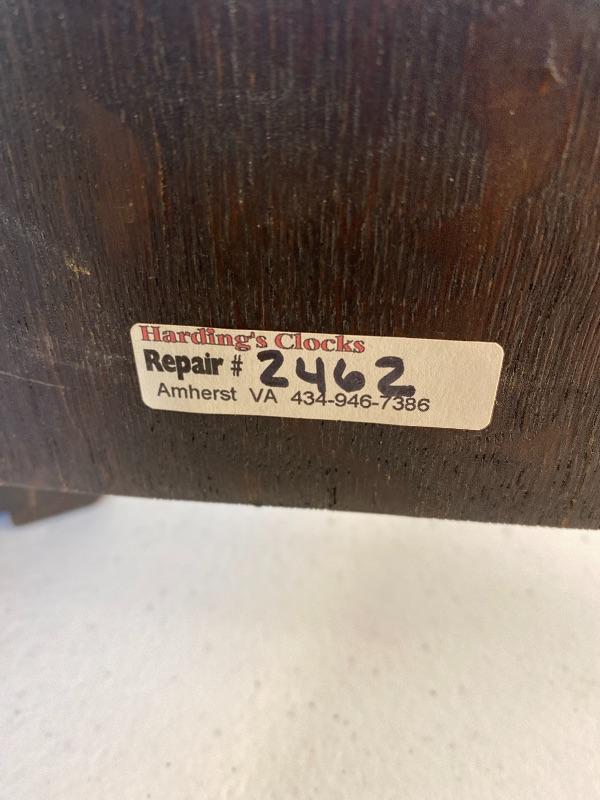 Harding's Clocks
Repair # 2462
Amherst VA 434-946-7386